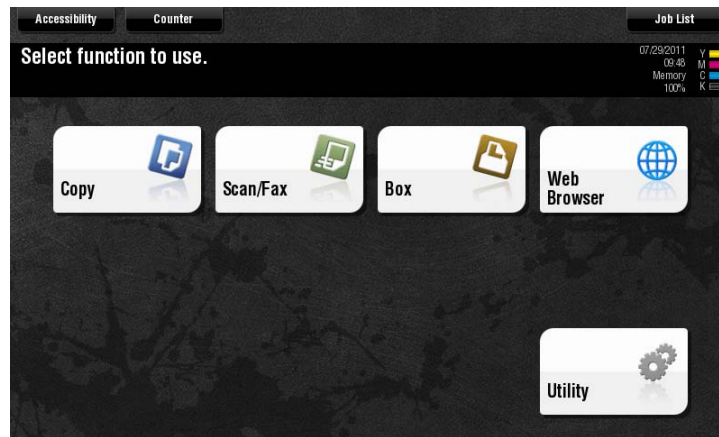 Accessibility
Counter
Job List
Select function to use.
07/29/2011
09:48
Memory
100%
Y
M
C
K
Copy
Scan/Fax
Box
Web
Browser
Utility